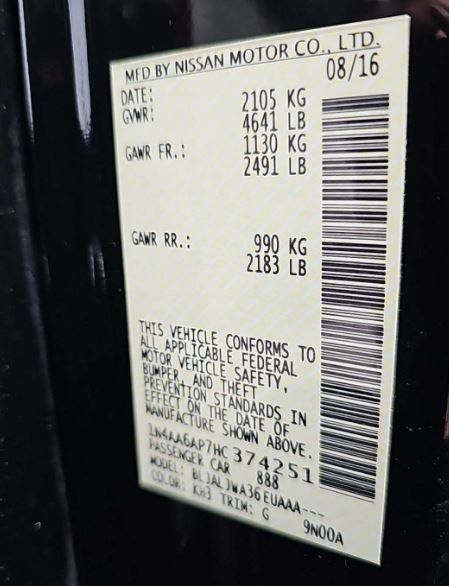 MFD BY NISSAN MOTOR CO., LTD.
DATE: 08/16
GVWR: 2105 KG
4641 LB
GAWR FR.: 1130 KG
2491 LB
GAWR RR.: 990 KG
2183 LB
THIS VEHICLE CONFORMS TO
ALL APPLICABLE FEDERAL
MOTOR VEHICLE SAFETY,
BUMPER, AND THEFT
PREVENTION STANDARDS IN
EFFECT ON THE DATE OF
MANUFACTURE SHOWN ABOVE.
1N4AA6AP7HC374251
PASSENGER CAR 888
MODEL: BLJALJWA36EUAAA---
COLOR: KH3 TRIM: G 9N00A